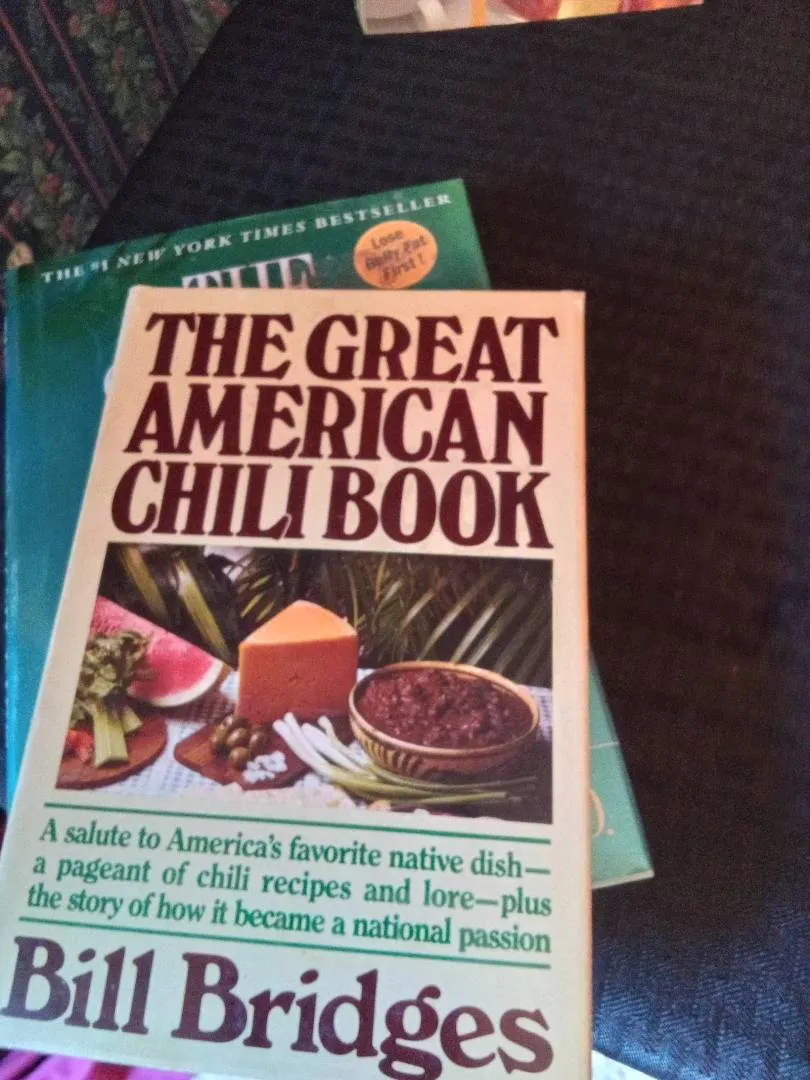 THE #1 NEW YORK TIMES BESTSELLER
THE
Lose
Belly Fat
First!
THE GREAT
AMERICAN
CHILI BOOK
A salute to America's favorite native dish—
a pageant of chili recipes and lore—plus
the story of how it became a national passion
Bill Bridges
D.